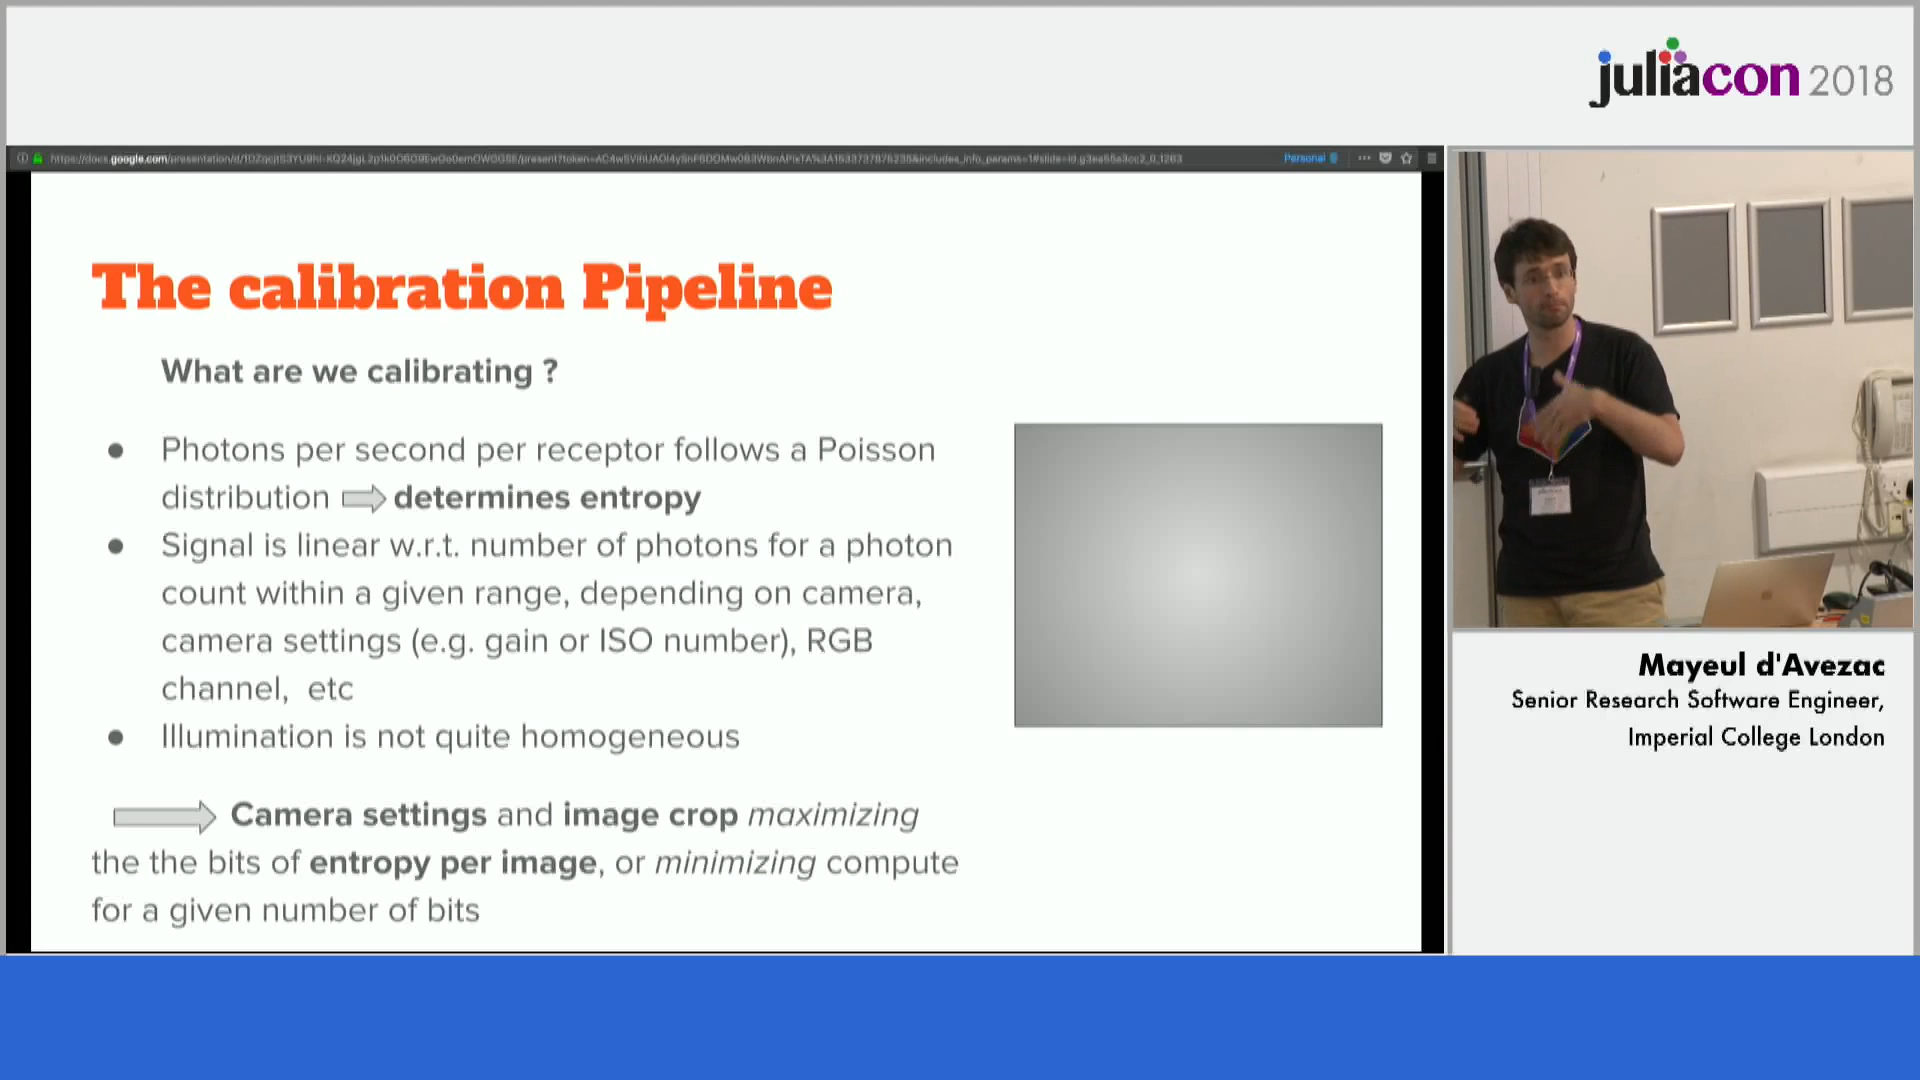 juliacon 2018
Personal
The calibration Pipeline
What are we calibrating ?
● Photons per second per receptor follows a Poisson
distribution determines entropy
● Signal is linear w.r.t. number of photons for a photon
count within a given range, depending on camera,
camera settings (e.g. gain or ISO number), RGB
channel, etc
● Illumination is not quite homogeneous
Camera settings and image crop maximizing
the the bits of entropy per image, or minimizing compute
for a given number of bits
Mayeul d'Avezac
Senior Research Software Engineer,
Imperial College London